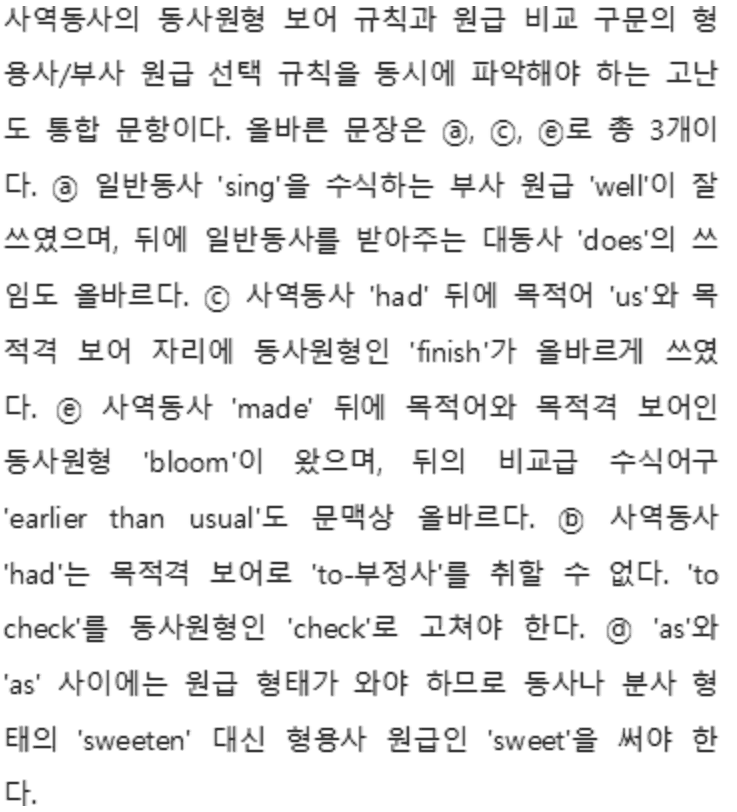 사역동사의 동사원형 보어 규칙과 원급 비교 구문의 형
용사/부사 원급 선택 규칙을 동시에 파악해야 하는 고난
도 통합 문항이다. 올바른 문장은 ⓐ, ⓒ, ⓔ로 총 3개이
다. ⓐ 일반동사 'sing'을 수식하는 부사 원급 'well'이 잘
쓰였으며, 뒤에 일반동사를 받아주는 대동사 'does'의 쓰
임도 올바르다. ⓒ 사역동사 'had' 뒤에 목적어 'us'와 목
적격 보어 자리에 동사원형인 'finish'가 올바르게 쓰였
다. ⓔ 사역동사 'made' 뒤에 목적어와 목적격 보어인
동사원형 'bloom'이 왔으며, 뒤의 비교급 수식어구
'earlier than usual'도 문맥상 올바르다. ⓑ 사역동사
'had'는 목적격 보어로 'to-부정사'를 취할 수 없다. 'to
check'를 동사원형인 'check'로 고쳐야 한다. ⓓ 'as'와
'as' 사이에는 원급 형태가 와야 하므로 동사나 분사 형
태의 'sweeten' 대신 형용사 원급인 'sweet'을 써야 한
다.